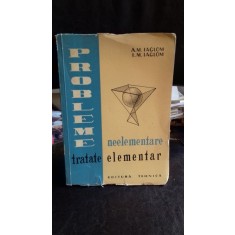 A.M. IAGLOM
I.M. IAGLOM
PROBLEME
neelementare
tratate elementar
EDITURA TEHNICĂ